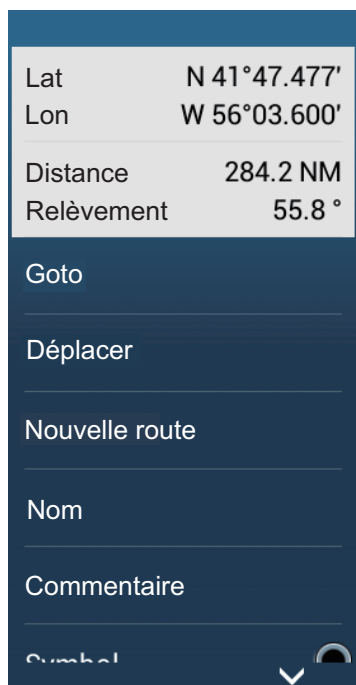 Lat N 41°47.477'
Lon W 56°03.600'
Distance 284.2 NM
Relèvement 55.8 °
Goto
Déplacer
Nouvelle route
Nom
Commentaire
Symbol